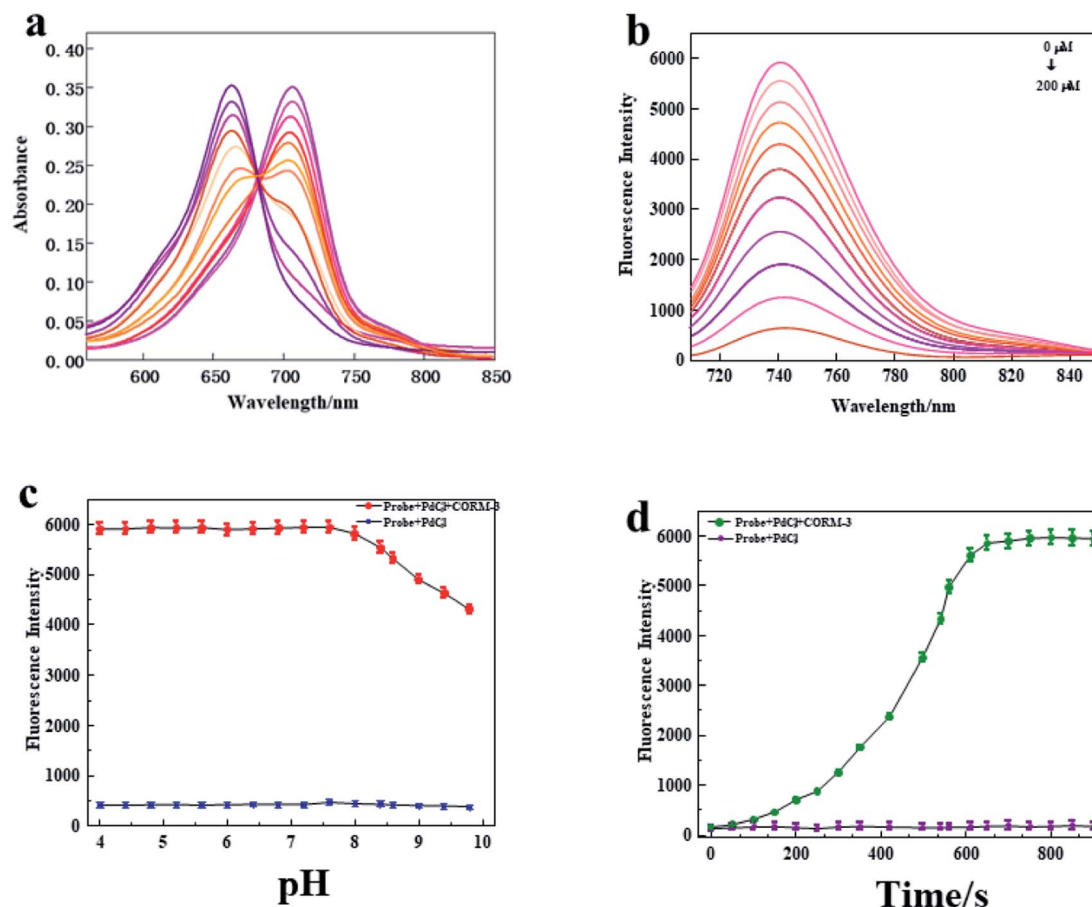 a
0.40
0.35
0.30
0.25
0.20
0.15
0.10
0.05
0.00
Absorbance
600 650 700 750 800 850
Wavelength/nm
b
0 μM
↓
200 μM
6000
5000
4000
3000
2000
1000
0
Fluorescence Intensity
720 740 760 780 800 820 840
Wavelength/nm
c
Probe+PdCl+CORM-3
Probe+PdCl
6000
5000
4000
3000
2000
1000
0
Fluorescence Intensity
4 5 6 7 8 9 10
pH
d
Probe+PdCl+CORM-3
Probe+PdCl
6000
5000
4000
3000
2000
1000
0
Fluorescence Intensity
0 200 400 600 800
Time/s